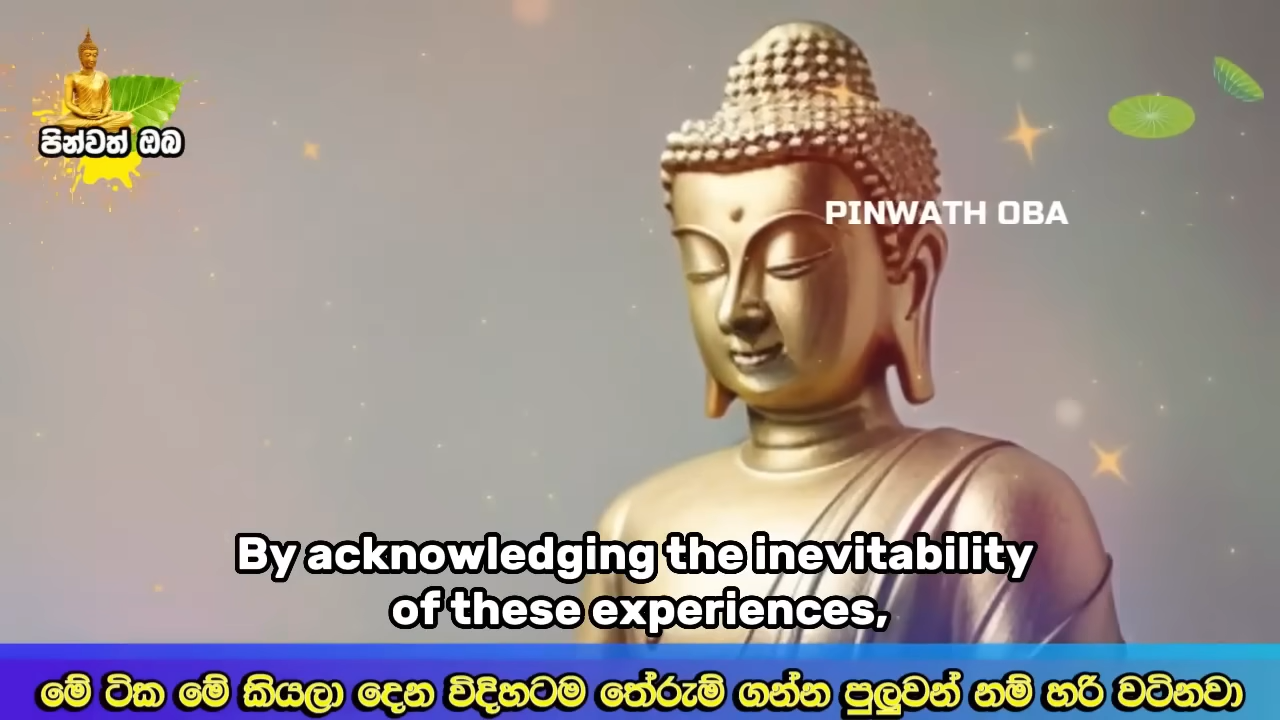 පින්වත් ඔබ
PINWATH OBA
By acknowledging the inevitability
of these experiences,
මේ ටික මේ කියලා දෙන විදිහටම තේරුම් ගන්න පුලුවන් නම් හරි වටිනවා